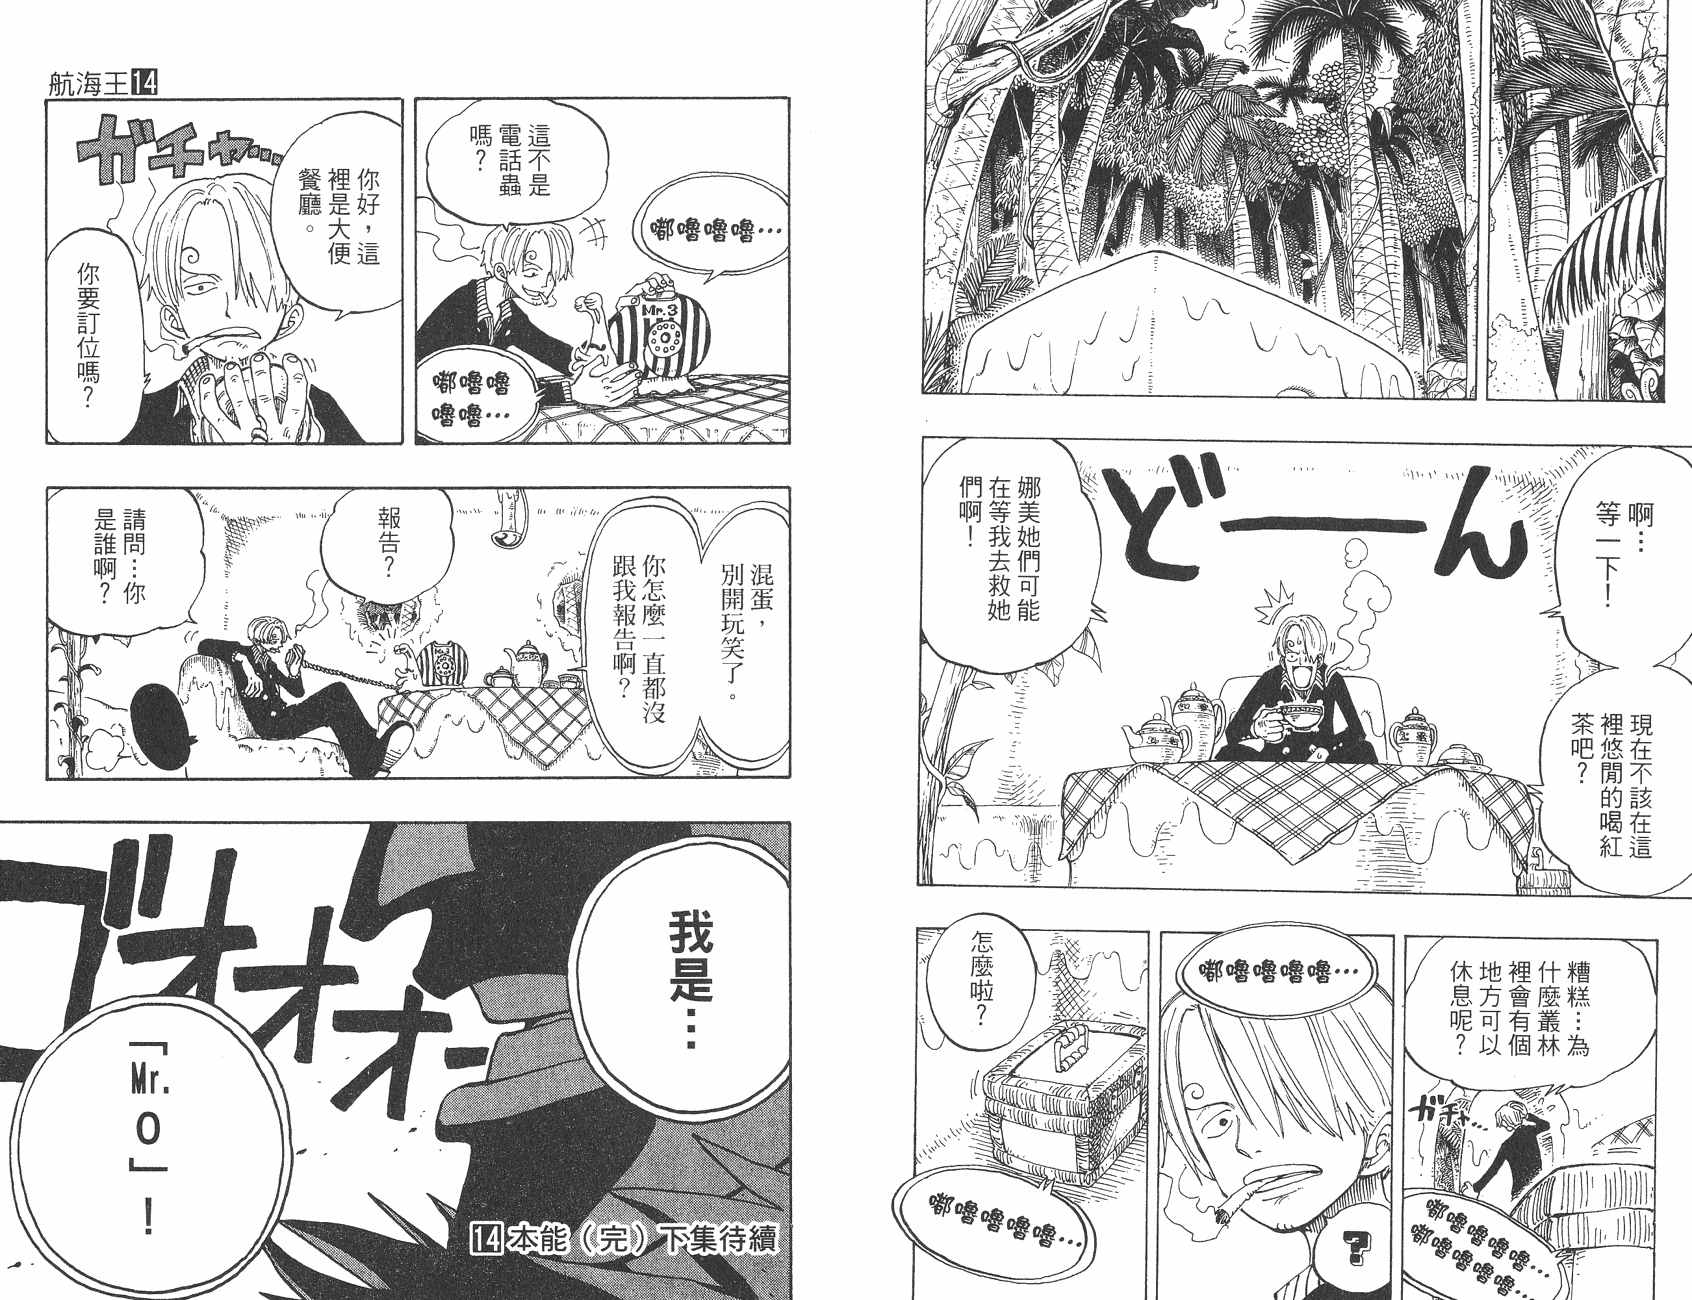 啊…
等一下！
現在不該在這
裡悠閒的喝紅
茶吧？
どーーん
娜美她們可能
在等我去救她
們啊！
糟糕…為
什麼叢林
裡會有個
地方可以
休息呢？
ガチャ…
嘟嚕嚕嚕嚕…
嘟嚕嚕嚕嚕…
嘟嚕嚕嚕嚕…
？
怎麼啦？
嘟嚕嚕嚕嚕…
航海王14
嘟嚕嚕嚕…
這不是
電話蟲
嗎？
Mr.3
嘟嚕嚕
嚕嚕…
ガチャ…
你好，這
裡是大便
餐廳。
你要訂位嗎？
混蛋，
別開玩笑了。
你怎麼一直都沒
跟我報告啊？
報告？
請問…你
是誰啊？
我是…
ゴオオオオ
「Mr.0」！
14本能（完）下集待續